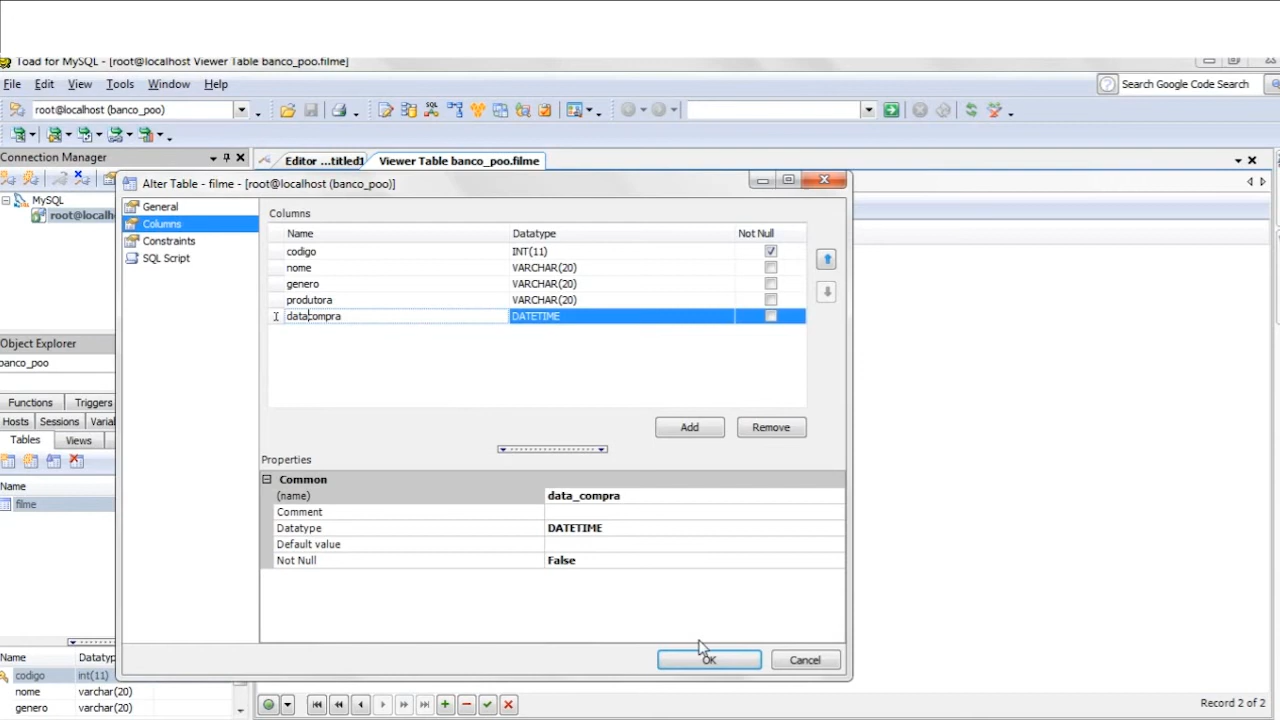 Toad for MySQL - [root@localhost Viewer Table banco_poo.filme]
File Edit View Tools Window Help
Search Google Code Search
root@localhost (banco_poo)
SQL
Connection Manager
Editor ...titled1
Viewer Table banco_poo.filme
Alter Table - filme - [root@localhost (banco_poo)]
MySQL
root@localh
General
Columns
Constraints
SQL Script
Columns
Name Datatype Not Null
codigo INT(11)
nome VARCHAR(20)
genero VARCHAR(20)
produtora VARCHAR(20)
datacompra DATETIME
Object Explorer
banco_poo
Functions Triggers
Hosts Sessions Varial
Tables Views
Name
filme
Add Remove
Properties
Common
(name) data_compra
Comment
Datatype DATETIME
Default value
Not Null False
OK Cancel
Name Datatyp
codigo int(11)
nome varchar(20)
genero varchar(20)
Record 2 of 2